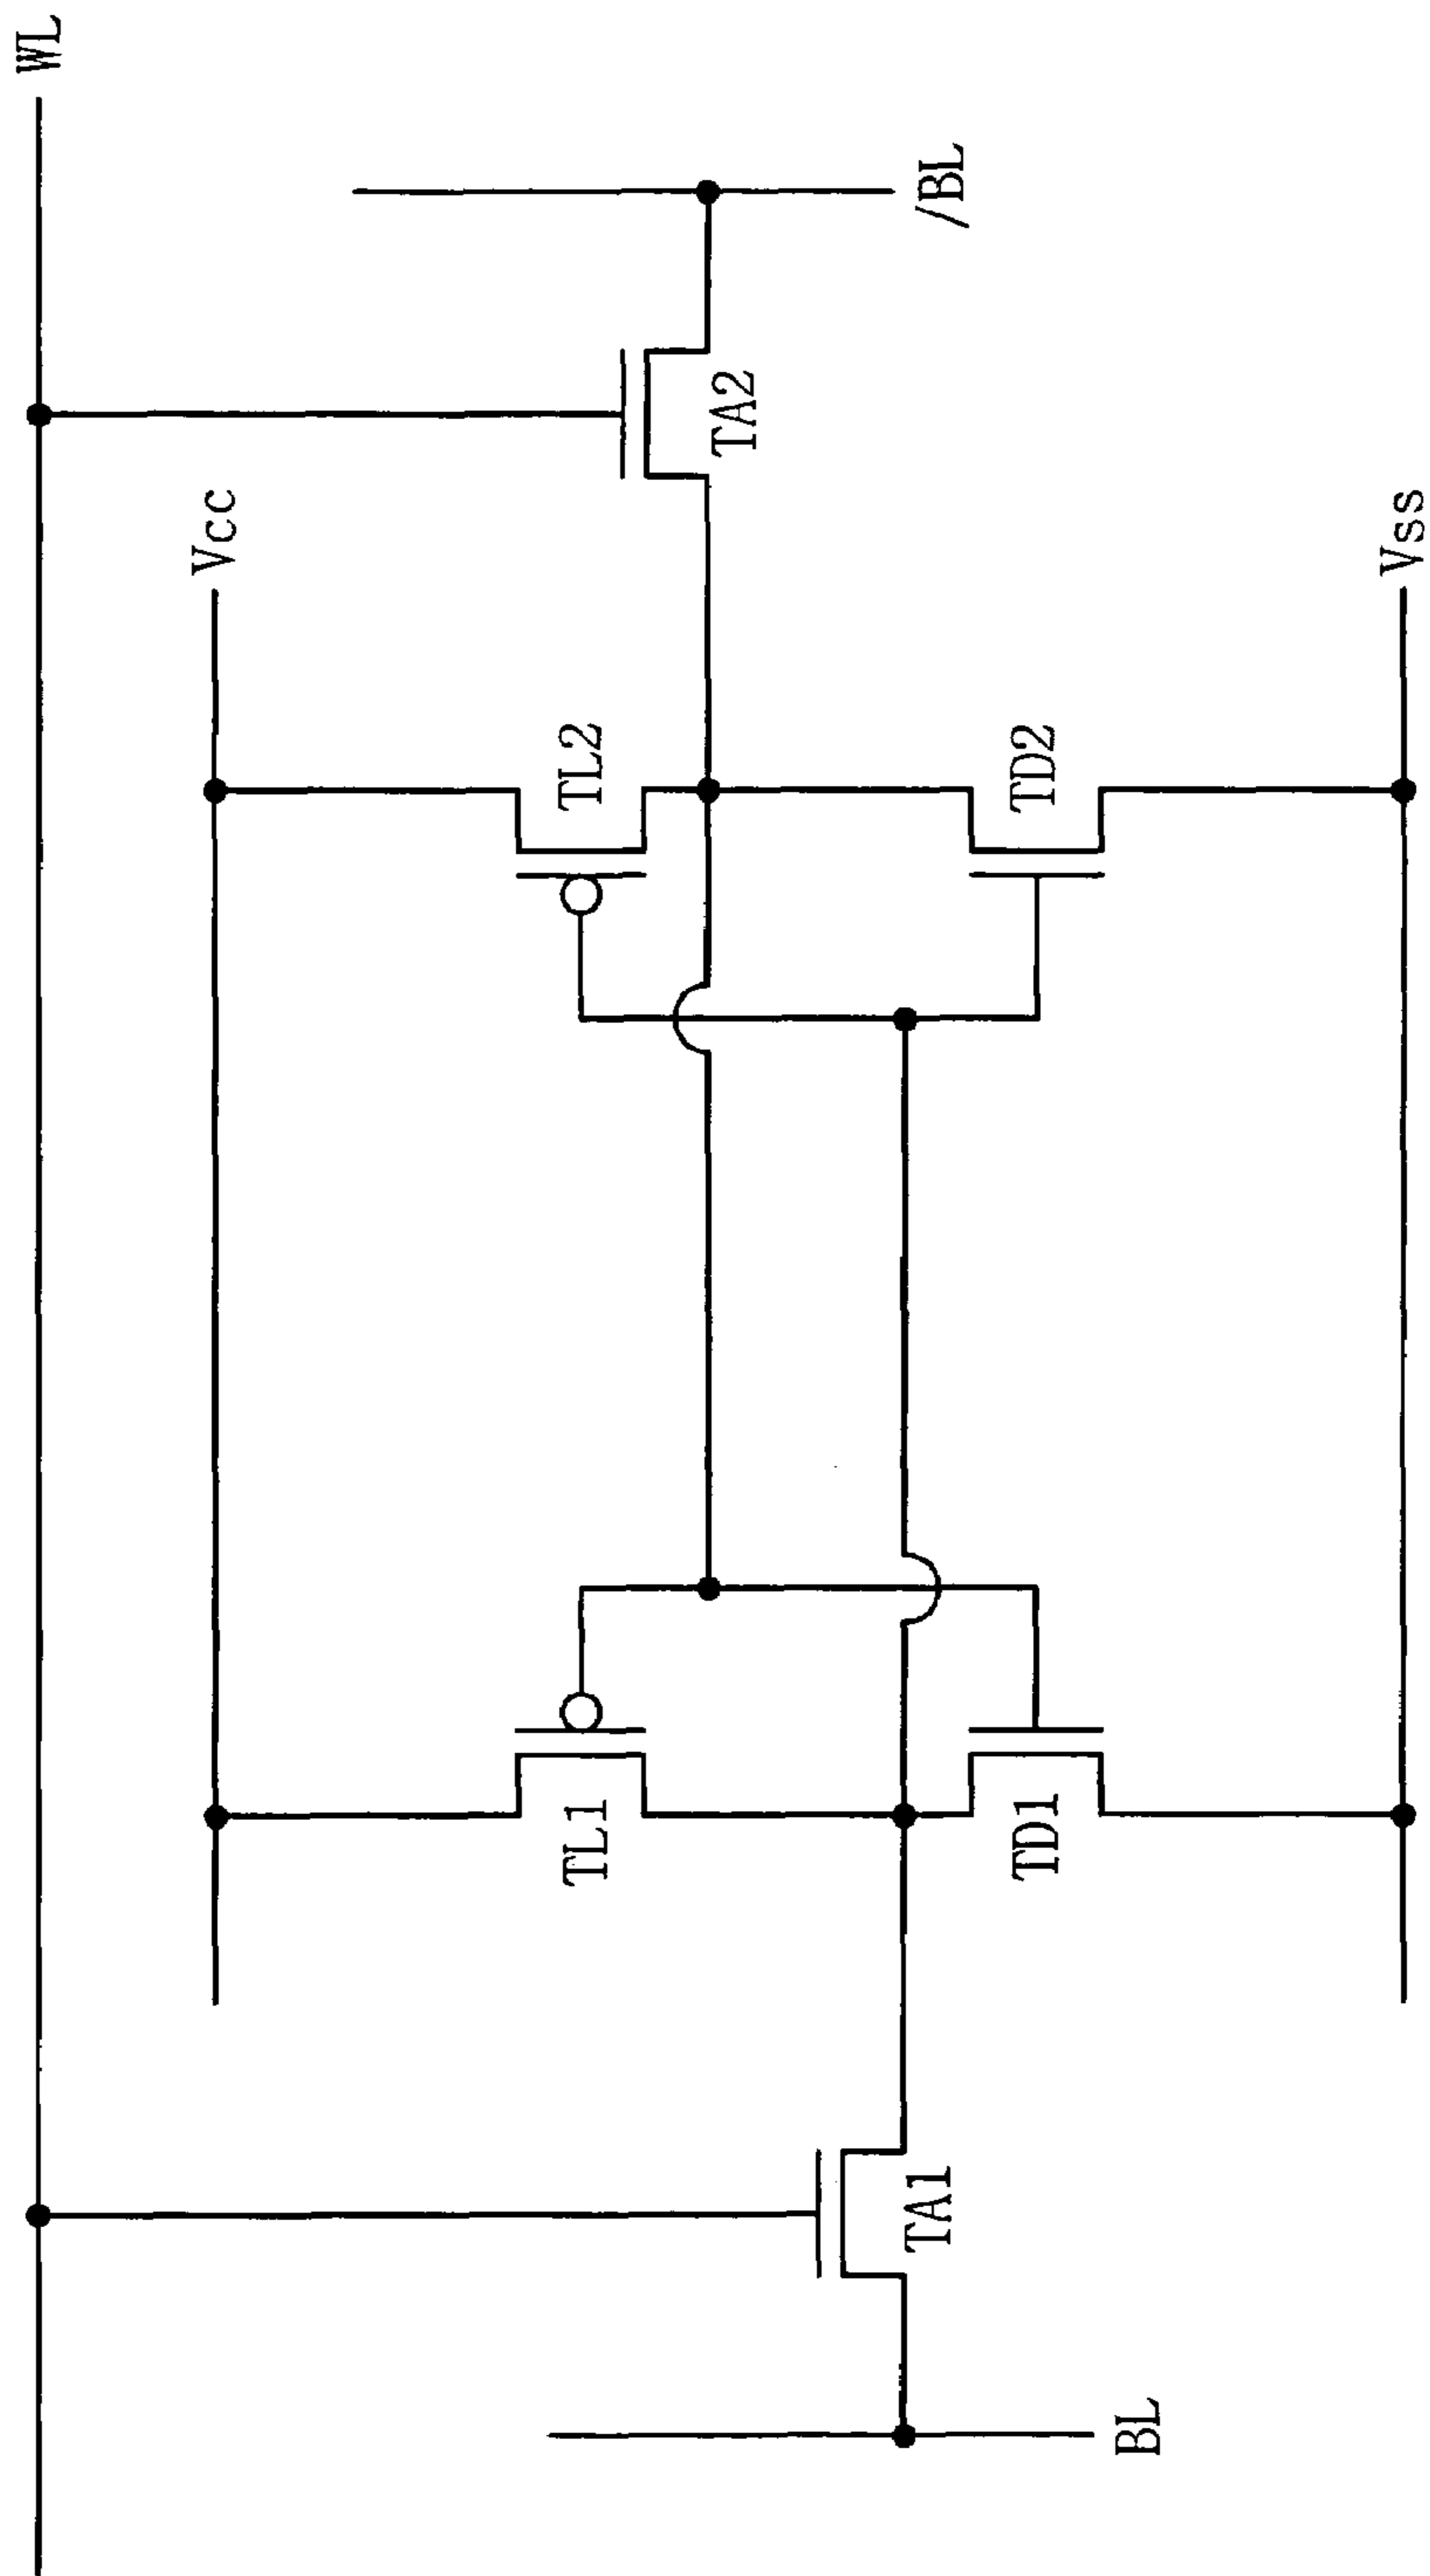 WL
Vcc
/BL
TA2
TL2
TD2
Vss
TL1
TD1
TA1
BL